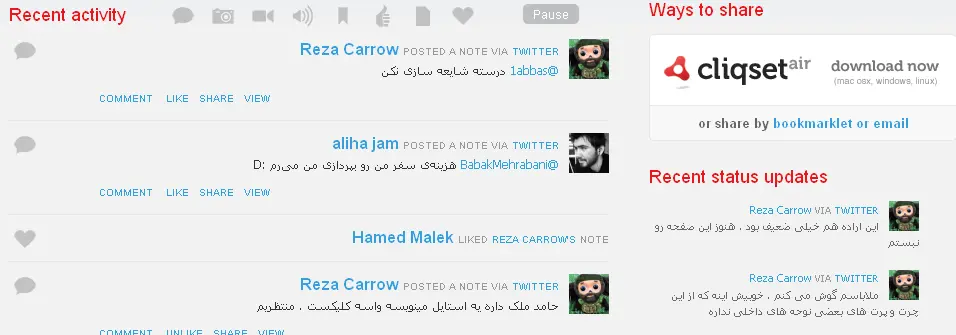 Recent activity
Pause
Reza Carrow POSTED A NOTE VIA TWITTER
@1abbas درسته شایعه سازی نکن
COMMENT LIKE SHARE VIEW
aliha jam POSTED A NOTE VIA TWITTER
@BabakMehrabani هزینه‌ی سفر من رو بپردازی من می‌رم :D
COMMENT LIKE SHARE VIEW
Hamed Malek LIKED REZA CARROW'S NOTE
Reza Carrow POSTED A NOTE VIA TWITTER
حامد ملک داره یه استایل مینویسه واسه کلیکست . منتظریم
COMMENT UNLIKE SHARE VIEW
Ways to share
cliqset air
download now
(mac osx, windows, linux)
or share by bookmarklet or email
Recent status updates
Reza Carrow VIA TWITTER
این اراده هم خیلی ضعیف بود . هنوز این صفحه رو
نبستم
Reza Carrow VIA TWITTER
ملاباسم گوش می کنم . خوبیش اینه که از این
چرت و پرت های بعضی نوحه های داخلی نداره